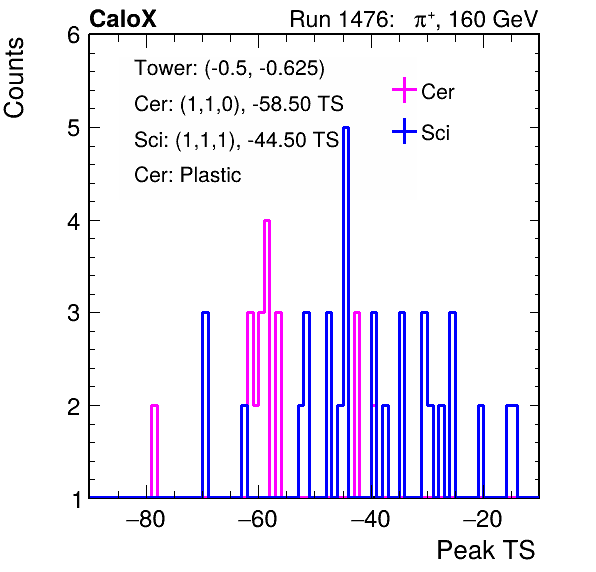 CaloX Run 1476: π+, 160 GeV
Counts
6
Tower: (-0.5, -0.625)
Cer: (1,1,0), -58.50 TS
Sci: (1,1,1), -44.50 TS
Cer: Plastic
Cer
Sci
5
4
3
2
1
−80 −60 −40 −20
Peak TS